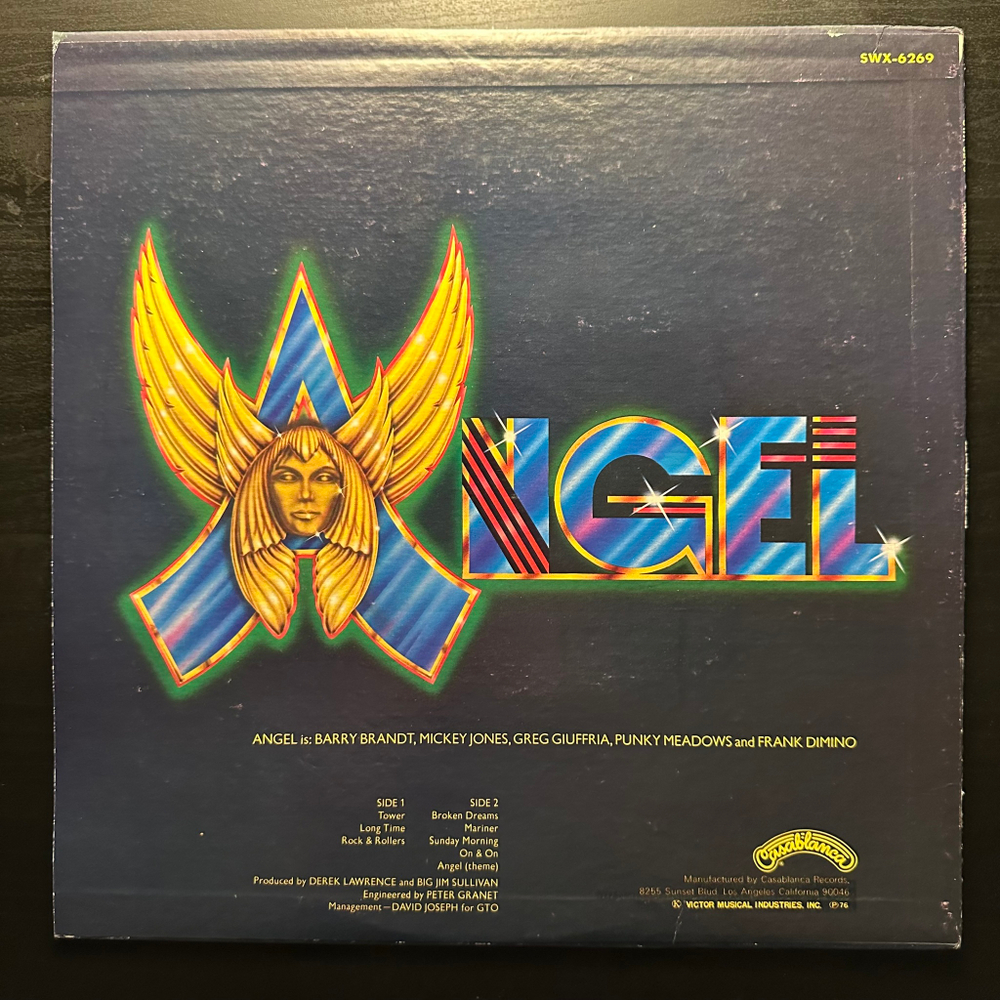 SWX-6269
ANGEL
ANGEL is: BARRY BRANDT, MICKEY JONES, GREG GIUFFRIA, PUNKY MEADOWS and FRANK DIMINO
SIDE 1
Tower
Long Time
Rock & Rollers
SIDE 2
Broken Dreams
Mariner
Sunday Morning
On & On
Angel (theme)
Produced by DEREK LAWRENCE and BIG JIM SULLIVAN
Engineered by PETER GRANET
Management—DAVID JOSEPH for GTO
Casablanca
Manufactured by Casablanca Records,
8255 Sunset Blvd. Los Angeles California 90046
VICTOR MUSICAL INDUSTRIES, INC. ℗76